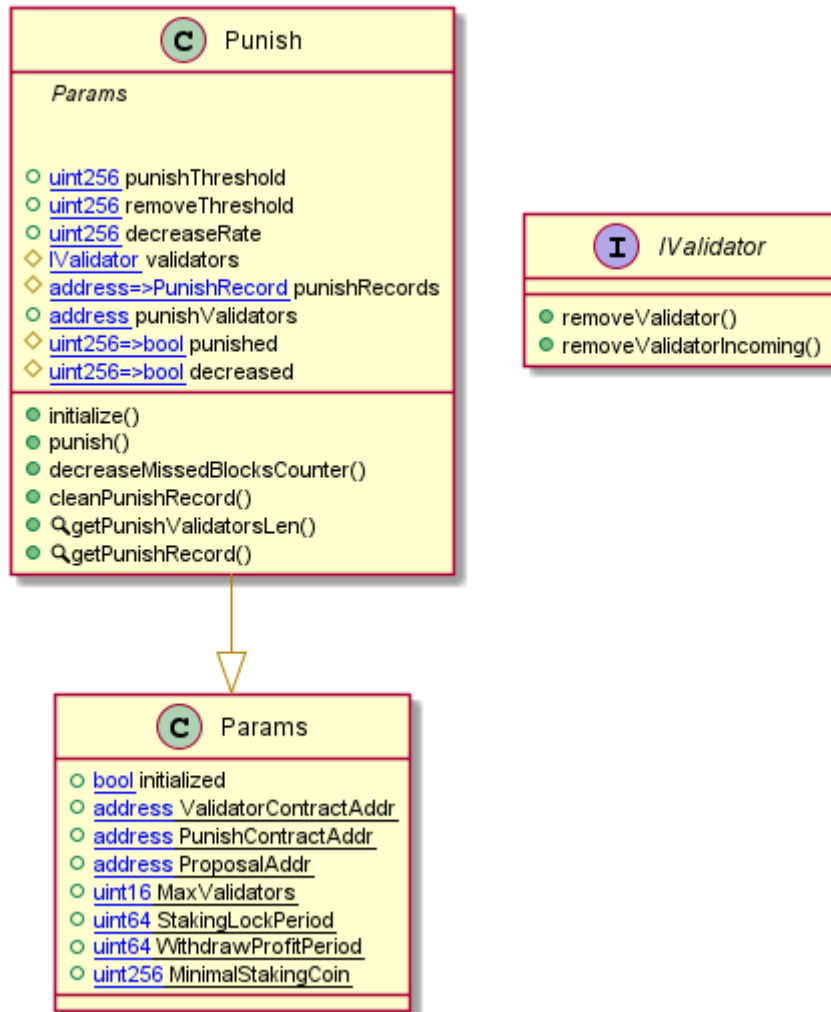 C Punish
Params
uint256 punishThreshold
uint256 removeThreshold
uint256 decreaseRate
IValidator validators
address=>PunishRecord punishRecords
address punishValidators
uint256=>bool punished
uint256=>bool decreased
initialize()
punish()
decreaseMissedBlocksCounter()
cleanPunishRecord()
getPunishValidatorsLen()
getPunishRecord()
I IValidator
removeValidator()
removeValidatorIncoming()
C Params
bool initialized
address ValidatorContractAddr
address PunishContractAddr
address ProposalAddr
uint16 MaxValidators
uint64 StakingLockPeriod
uint64 WithdrawProfitPeriod
uint256 MinimalStakingCoin